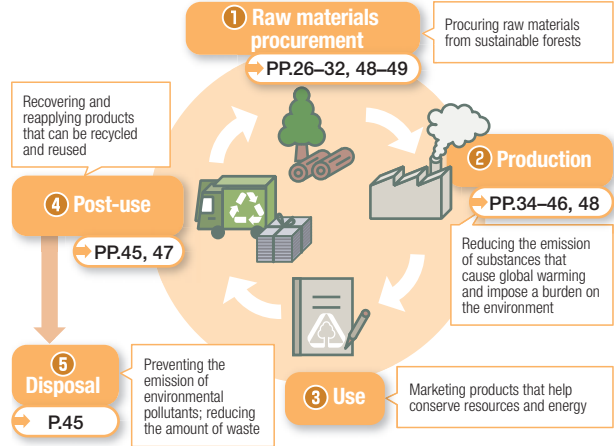 1 Raw materials
procurement
PP.26–32, 48–49
Procuring raw materials
from sustainable forests
2 Production
PP.34–46, 48
Reducing the emission
of substances that
cause global warming
and impose a burden on
the environment
3 Use
Marketing products that help
conserve resources and energy
Recovering and
reapplying products
that can be recycled
and reused
4 Post-use
PP.45, 47
5
Disposal
P.45
Preventing the
emission of
environmental
pollutants; reducing
the amount of waste